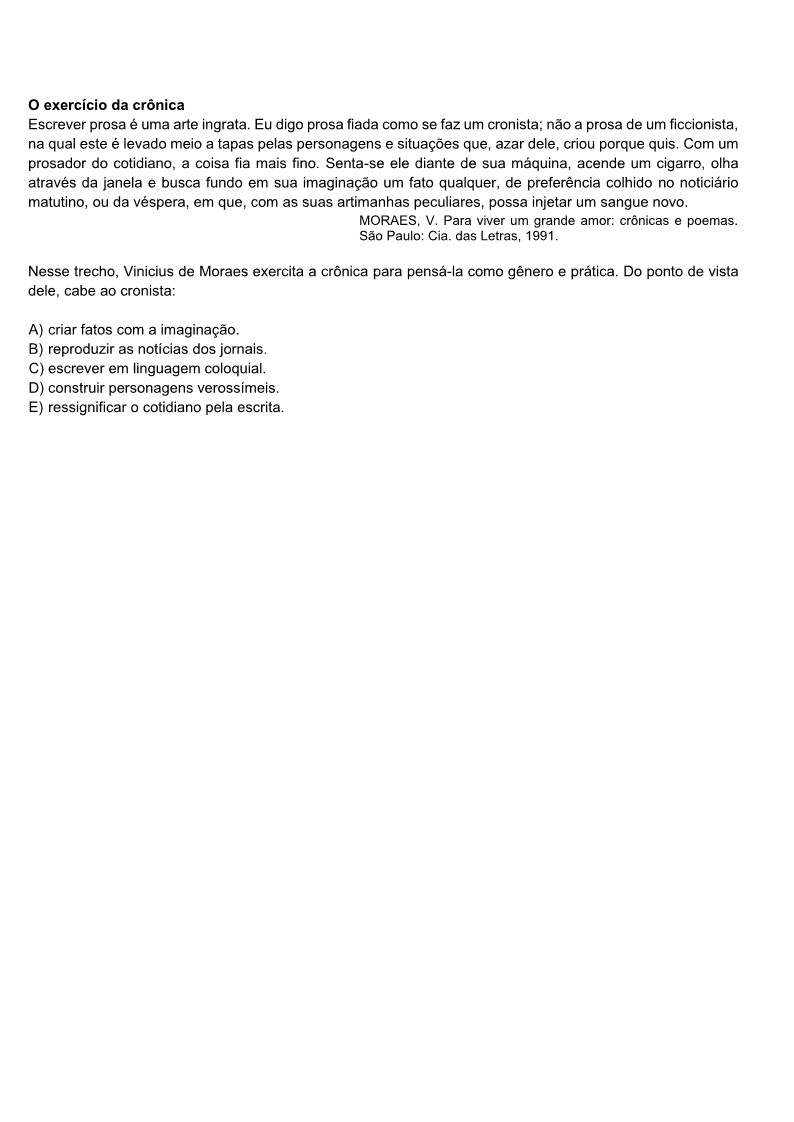 O exercício da crônica
Escrever prosa é uma arte ingrata. Eu digo prosa fiada como se faz um cronista; não a prosa de um ficcionista,
na qual este é levado meio a tapas pelas personagens e situações que, azar dele, criou porque quis. Com um
prosador do cotidiano, a coisa fia mais fino. Senta-se ele diante de sua máquina, acende um cigarro, olha
através da janela e busca fundo em sua imaginação um fato qualquer, de preferência colhido no noticiário
matutino, ou da véspera, em que, com as suas artimanhas peculiares, possa injetar um sangue novo.
MORAES, V. Para viver um grande amor: crônicas e poemas.
São Paulo: Cia. das Letras, 1991.
Nesse trecho, Vinicius de Moraes exercita a crônica para pensá-la como gênero e prática. Do ponto de vista
dele, cabe ao cronista:
A) criar fatos com a imaginação.
B) reproduzir as notícias dos jornais.
C) escrever em linguagem coloquial.
D) construir personagens verossímeis.
E) ressignificar o cotidiano pela escrita.